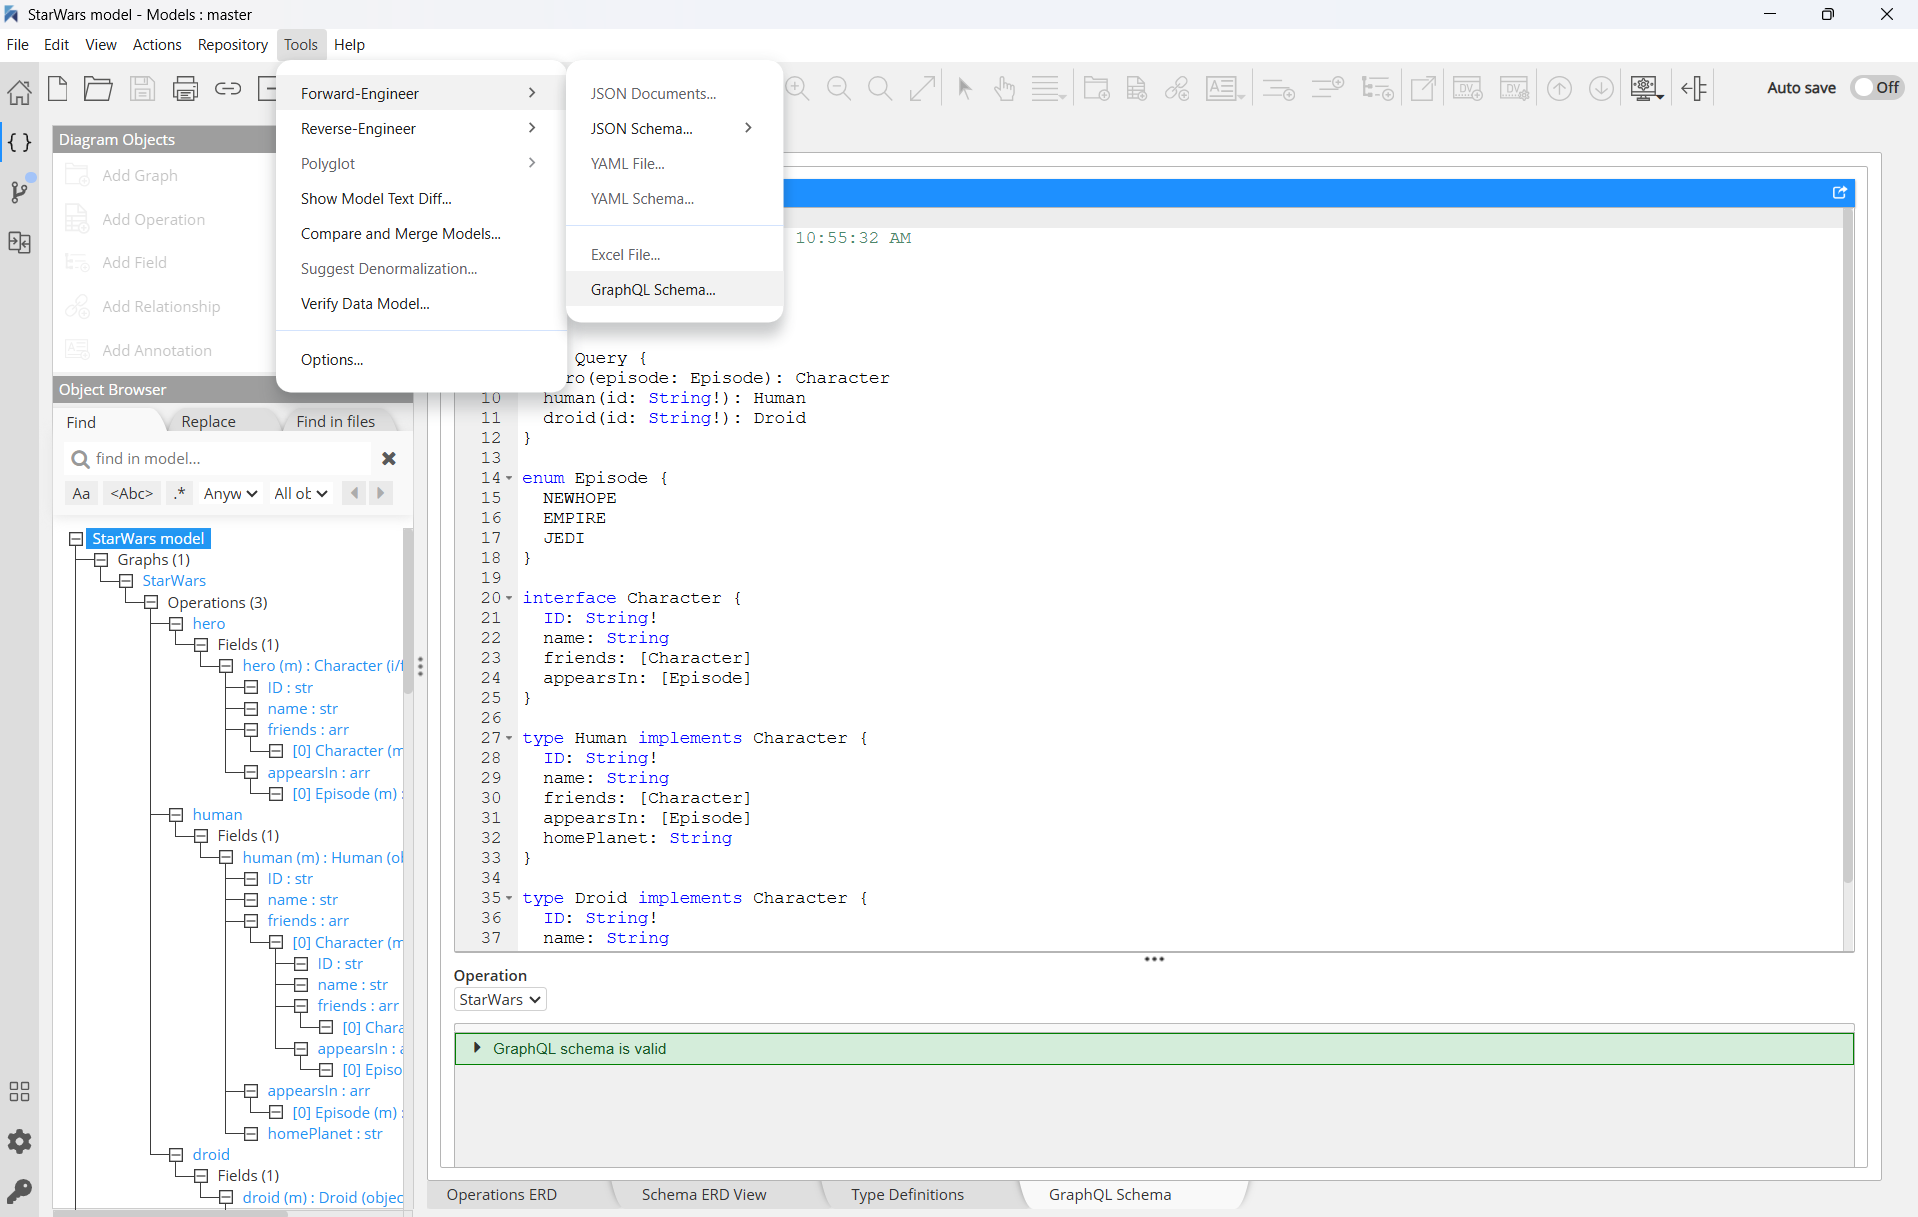 StarWars model - Models : master
File Edit View Actions Repository Tools Help
Auto save Off
Forward-Engineer
Reverse-Engineer
Polyglot
Show Model Text Diff...
Compare and Merge Models...
Suggest Denormalization...
Verify Data Model...
Options...
JSON Documents...
JSON Schema...
YAML File...
YAML Schema...
Excel File...
GraphQL Schema...
Diagram Objects
Add Graph
Add Operation
Add Field
Add Relationship
Add Annotation
Object Browser
Find Replace Find in files
find in model...
Aa <Abc> .* Anyw All ot
StarWars model
Graphs (1)
StarWars
Operations (3)
hero
Fields (1)
hero (m) : Character (i/f
ID : str
name : str
friends : arr
[0] Character (m
appearsIn : arr
[0] Episode (m) :
human
Fields (1)
human (m) : Human (ol
ID : str
name : str
friends : arr
[0] Character (m
ID : str
name : str
friends : arr
[0] Chara
appearsIn : a
[0] Episo
appearsIn : arr
[0] Episode (m) :
homePlanet : str
droid
Fields (1)
droid (m) : Droid (objec
10:55:32 AM
Query {
ro(episode: Episode): Character
10 human(id: String!): Human
11 droid(id: String!): Droid
12 }
13
14 enum Episode {
15 NEWHOPE
16 EMPIRE
17 JEDI
18 }
19
20 interface Character {
21 ID: String!
22 name: String
23 friends: [Character]
24 appearsIn: [Episode]
25 }
26
27 type Human implements Character {
28 ID: String!
29 name: String
30 friends: [Character]
31 appearsIn: [Episode]
32 homePlanet: String
33 }
34
35 type Droid implements Character {
36 ID: String!
37 name: String
Operation
StarWars
GraphQL schema is valid
Operations ERD Schema ERD View Type Definitions GraphQL Schema